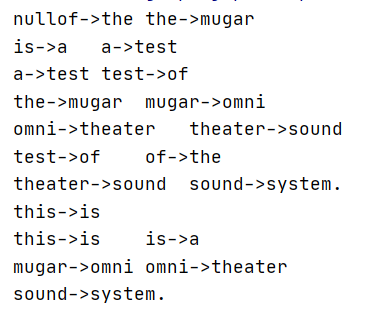 nullof->the the->mugar
is->a   a->test
a->test test->of
the->mugar  mugar->omni
omni->theater   theater->sound
test->of    of->the
theater->sound  sound->system.
this->is
this->is    is->a
mugar->omni omni->theater
sound->system.